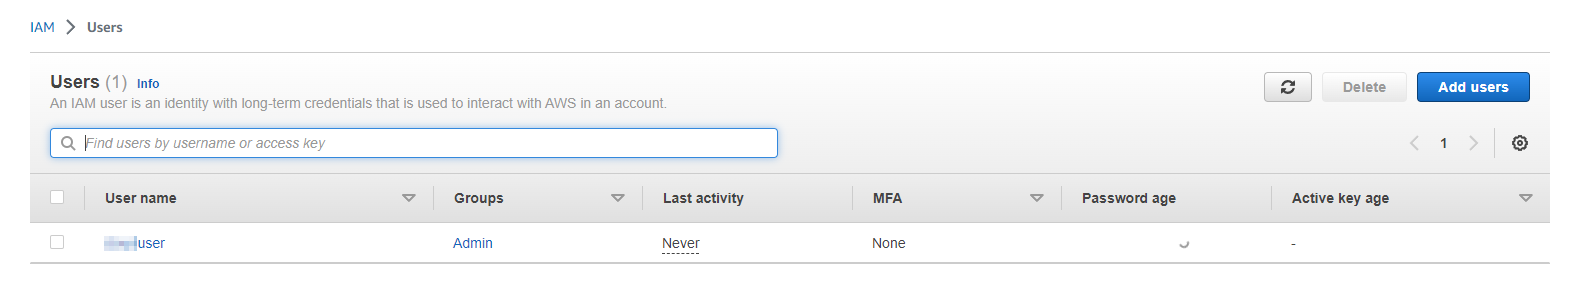 IAM > Users
Users (1) Info
An IAM user is an identity with long-term credentials that is used to interact with AWS in an account.
Delete
Add users
Find users by username or access key
1
User name Groups Last activity MFA Password age Active key age
user Admin Never None -